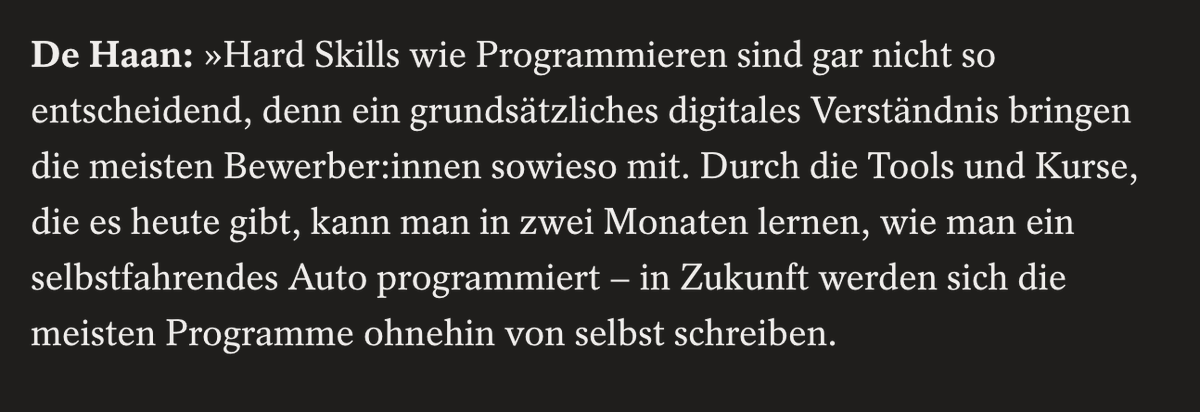 De Haan: »Hard Skills wie Programmieren sind gar nicht so
entscheidend, denn ein grundsätzliches digitales Verständnis bringen
die meisten Bewerber:innen sowieso mit. Durch die Tools und Kurse,
die es heute gibt, kann man in zwei Monaten lernen, wie man ein
selbstfahrendes Auto programmiert – in Zukunft werden sich die
meisten Programme ohnehin von selbst schreiben.